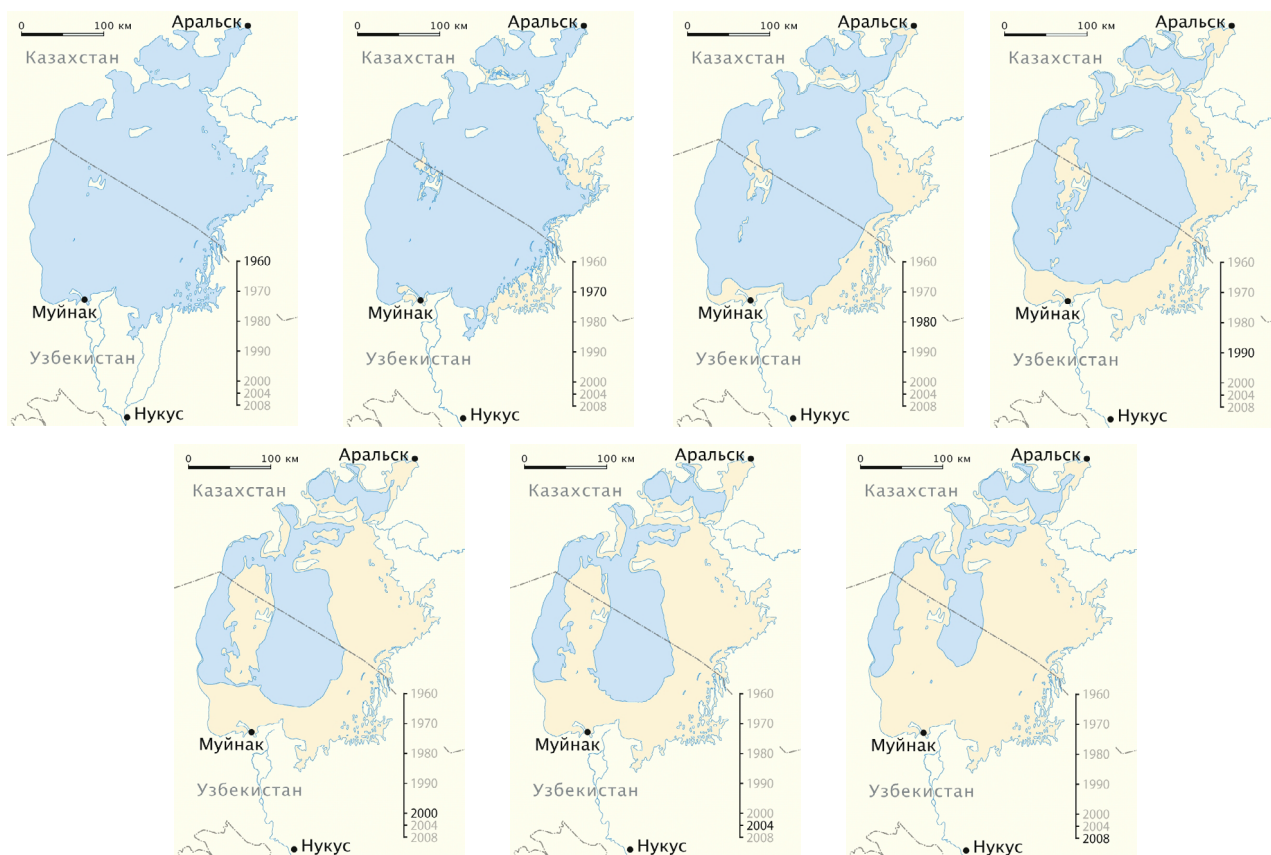 Аральск
0 100 км
Казахстан
1960
1970
Муйнак
1980
Узбекистан
1990
2000
2004
2008
Нукус
Аральск
0 100 км
Казахстан
1960
1970
Муйнак
1980
Узбекистан
1990
2000
2004
2008
Нукус
Аральск
0 100 км
Казахстан
1960
1970
Муйнак
1980
Узбекистан
1990
2000
2004
2008
Нукус
Аральск
0 100 км
Казахстан
1960
1970
Муйнак
1980
Узбекистан
1990
2000
2004
2008
Нукус
Аральск
0 100 км
Казахстан
1960
1970
Муйнак
1980
Узбекистан
1990
2000
2004
2008
Нукус
Аральск
0 100 км
Казахстан
1960
1970
Муйнак
1980
Узбекистан
1990
2000
2004
2008
Нукус
Аральск
0 100 км
Казахстан
1960
1970
Муйнак
1980
Узбекистан
1990
2000
2004
2008
Нукус